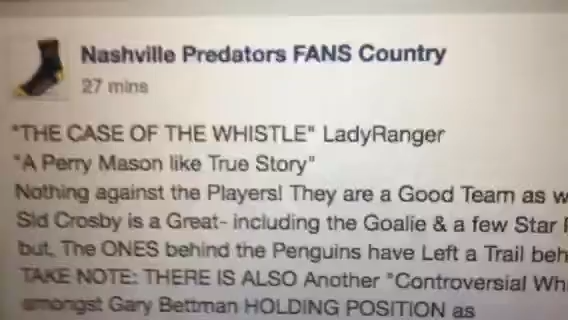 Nashville Predators FANS Country
27 mins
"THE CASE OF THE WHISTLE" LadyRanger
"A Perry Mason like True Story"
Nothing against the Players! They are a Good Team as w
Sid Crosby is a Great- including the Goalie & a few Star
but, The ONES behind the Penguins have Left a Trail beh
TAKE NOTE: THERE IS ALSO Another "Controversial Wh
amongst Gary Bettman HOLDING POSITION as